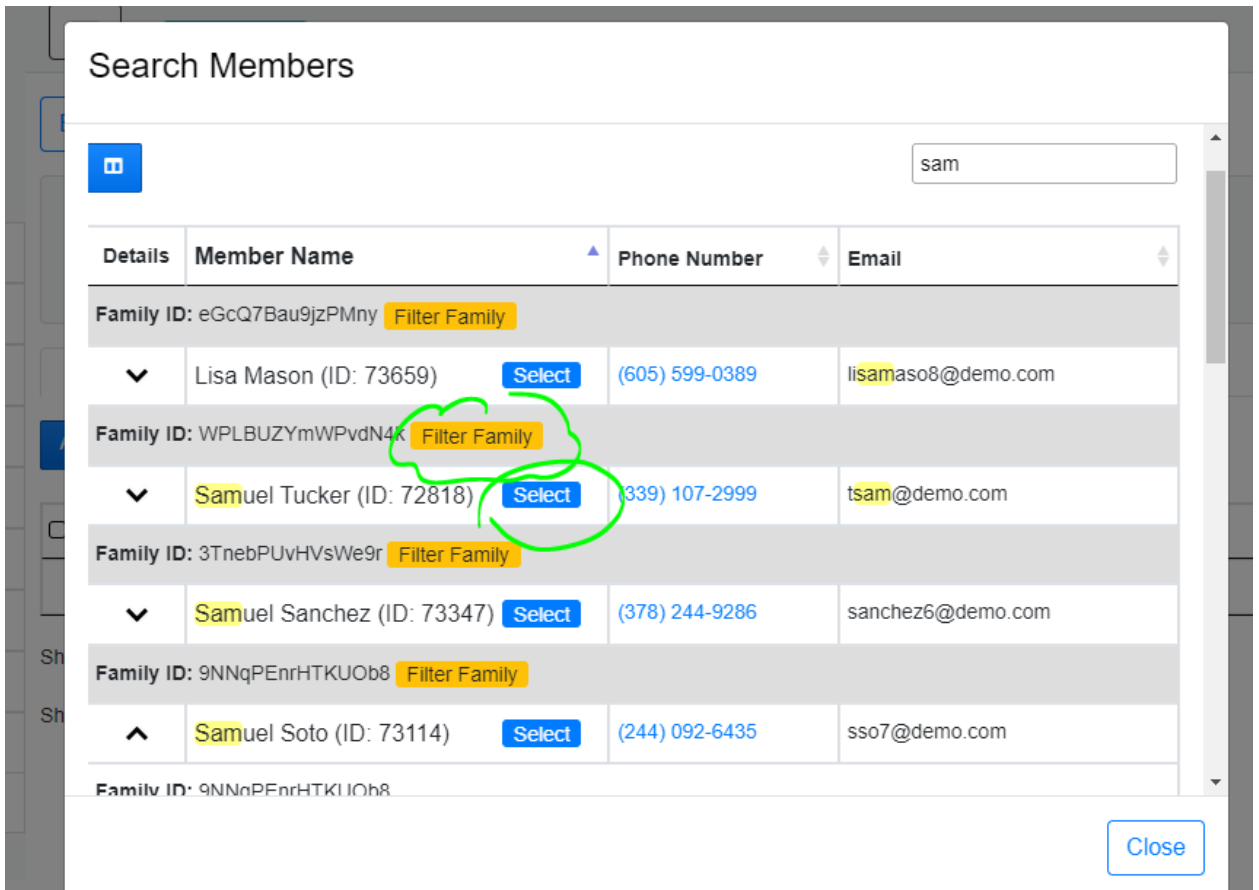 Search Members
sam
Details Member Name Phone Number Email
Family ID: eGcQ7Bau9jzPMny Filter Family
Lisa Mason (ID: 73659) Select (605) 599-0389 lisamaso8@demo.com
Family ID: WPLBUZYmWPvdN4k Filter Family
Samuel Tucker (ID: 72818) Select (339) 107-2999 tsam@demo.com
Family ID: 3TnebPUvHVsWe9r Filter Family
Samuel Sanchez (ID: 73347) Select (378) 244-9286 sanchez6@demo.com
Sh
Family ID: 9NNqPEnrHTKUOb8 Filter Family
Sh
Samuel Soto (ID: 73114) Select (244) 092-6435 sso7@demo.com
Family ID: 9NNqPEnrHTKUOb8
Close